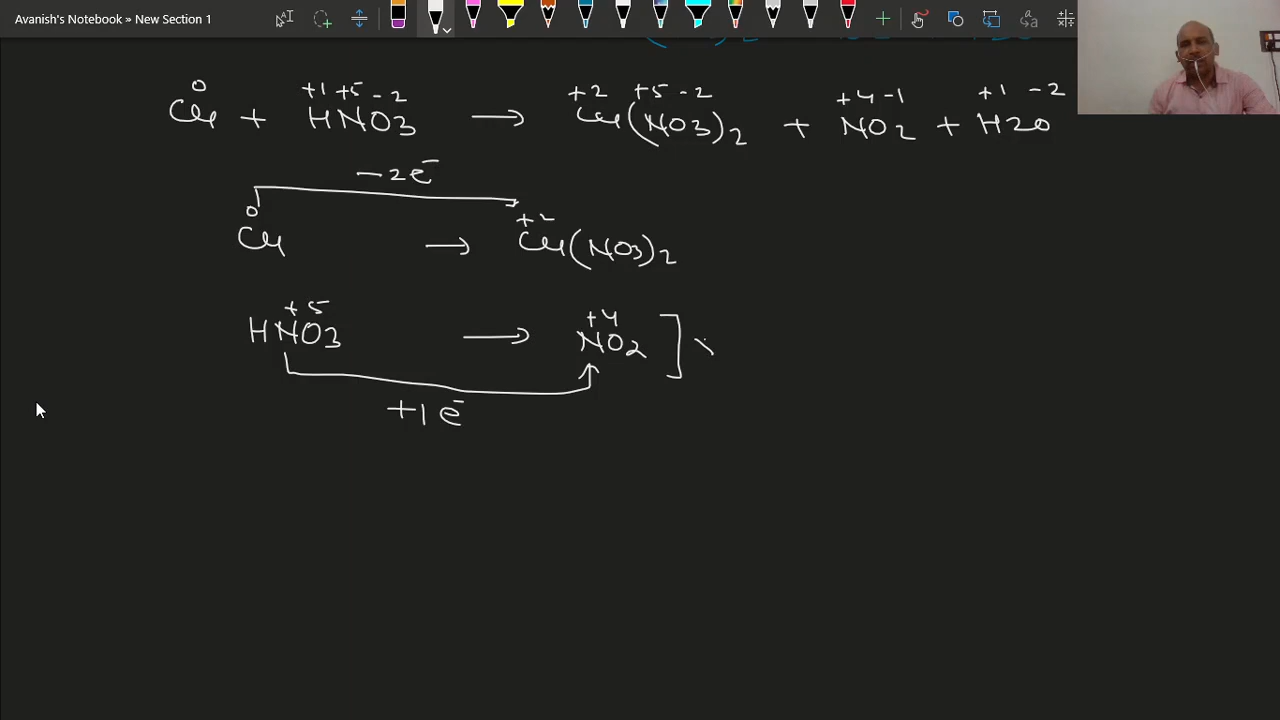 Avanish's Notebook » New Section 1
0 +1 +5 -2 +2 +5 -2 +4 -1 +1 -2
Cu + HNO3 → Cu(NO3)2 + NO2 + H2O
-2e⁻
0 +2
Cu → Cu(NO3)2
+5 +4
HNO3 → NO2 ]
+1e⁻